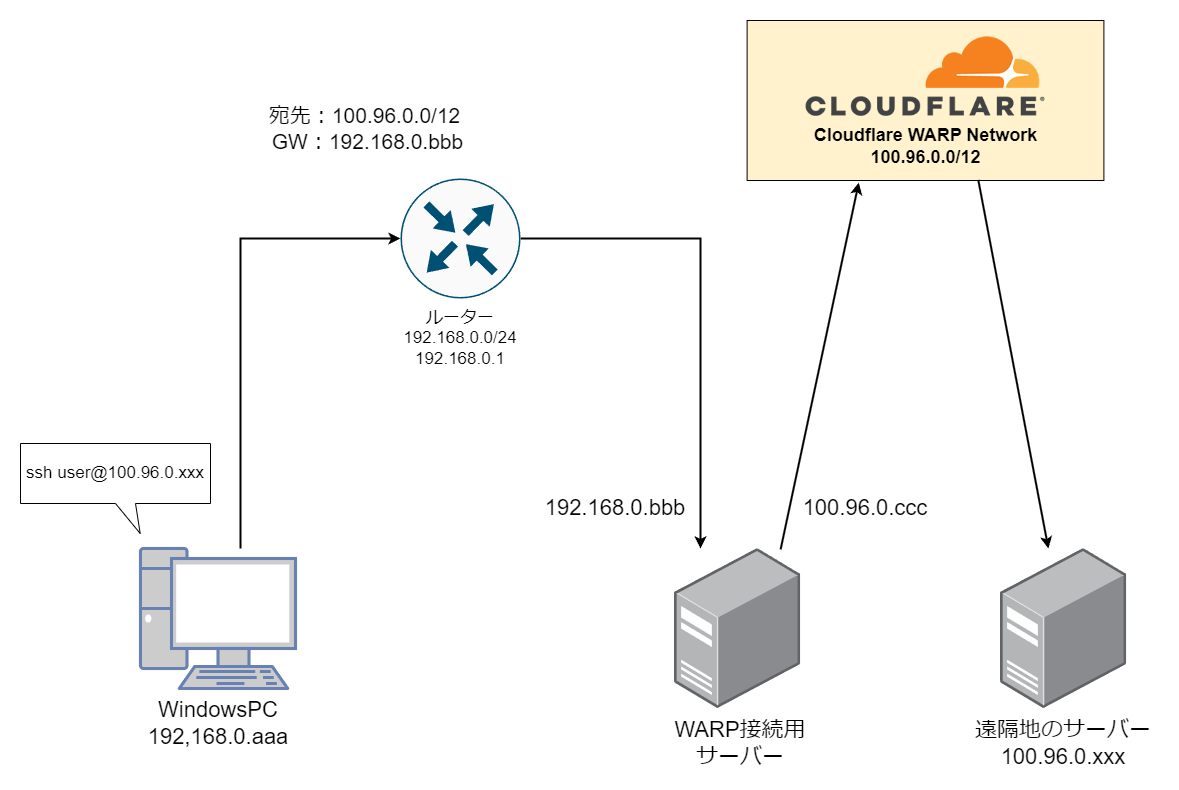 CLOUDFLARE
Cloudflare WARP Network
100.96.0.0/12
宛先：100.96.0.0/12
GW：192.168.0.bbb
ルーター
192.168.0.0/24
192.168.0.1
ssh user@100.96.0.xxx
192.168.0.bbb
100.96.0.ccc
WindowsPC
192,168.0.aaa
WARP接続用
サーバー
遠隔地のサーバー
100.96.0.xxx